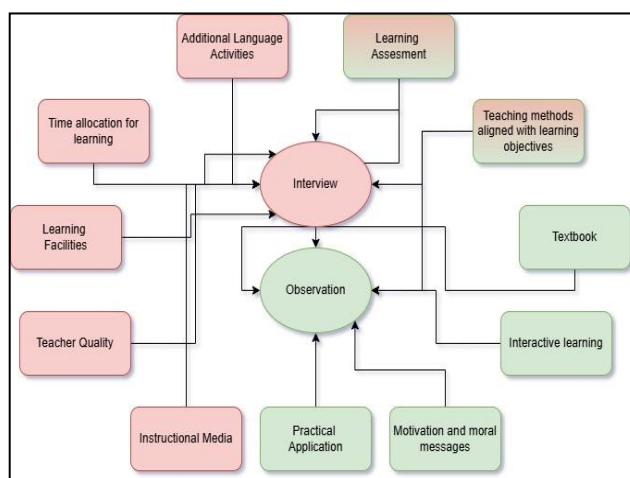 Additional Language
Activities
Learning
Assesment
Time allocation for
learning
Teaching methods
aligned with learning
objectives
Interview
Learning
Facilities
Textbook
Observation
Teacher Quality
Interactive learning
Instructional Media
Practical
Application
Motivation and moral
messages